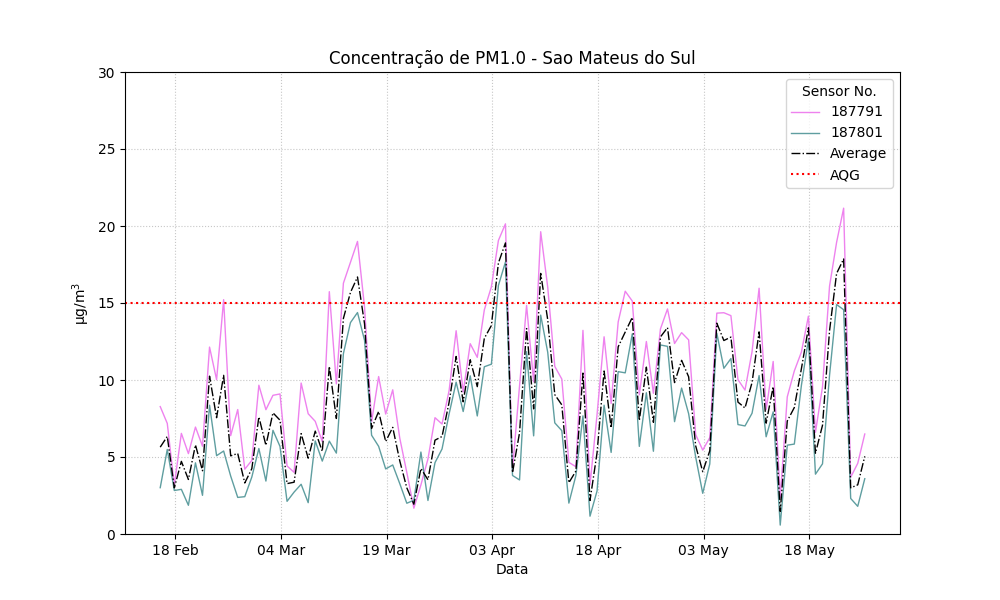 Concentração de PM1.0 - Sao Mateus do Sul
30
25
20
15
10
5
0
µg/m³
Sensor No.
187791
187801
Average
AQG
18 Feb
04 Mar
19 Mar
03 Apr
18 Apr
03 May
18 May
Data